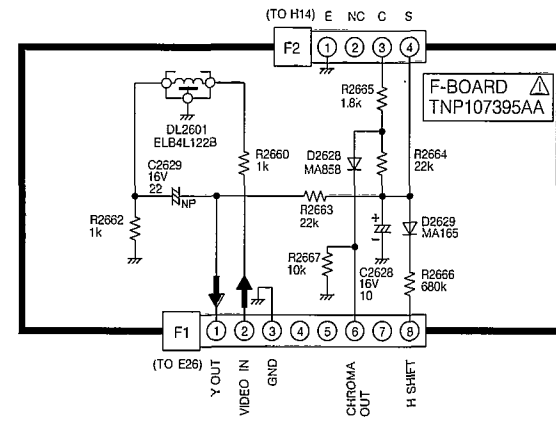 (TO H14) E NC C S
F2 1 2 3 4
F-BOARD ⚠
TNP107395AA
DL2601
ELB4L122B
R2665
1.8k
R2660
1k
D2628
MA858
R2664
22k
C2629
16V
22
NP
R2662
1k
R2663
22k
+
-
D2629
MA165
R2667
10k
C2628
16V
10
R2666
680k
F1 1 2 3 4 5 6 7 8
(TO E26)
Y OUT
VIDEO IN
GND
CHROMA
OUT
H SHIFT